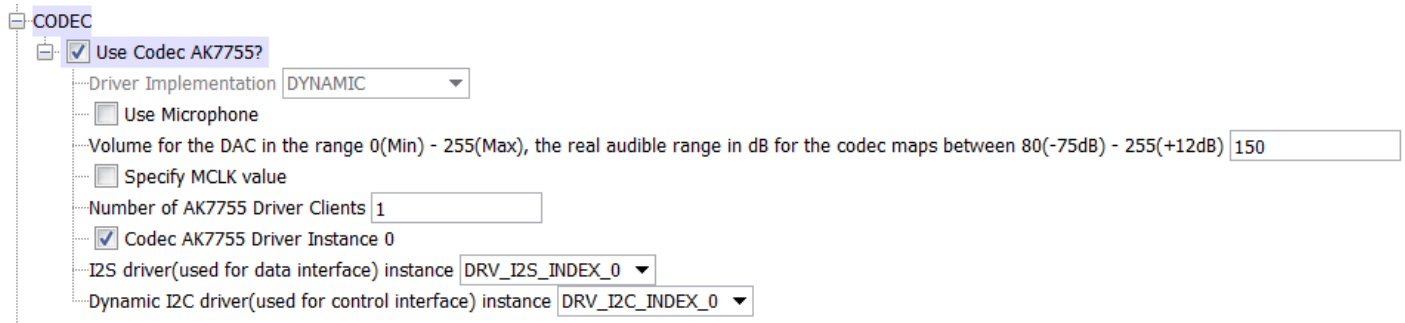 CODEC
Use Codec AK7755?
Driver Implementation DYNAMIC
Use Microphone
Volume for the DAC in the range 0(Min) - 255(Max), the real audible range in dB for the codec maps between 80(-75dB) - 255(+12dB) 150
Specify MCLK value
Number of AK7755 Driver Clients 1
Codec AK7755 Driver Instance 0
I2S driver(used for data interface) instance DRV_I2S_INDEX_0
Dynamic I2C driver(used for control interface) instance DRV_I2C_INDEX_0